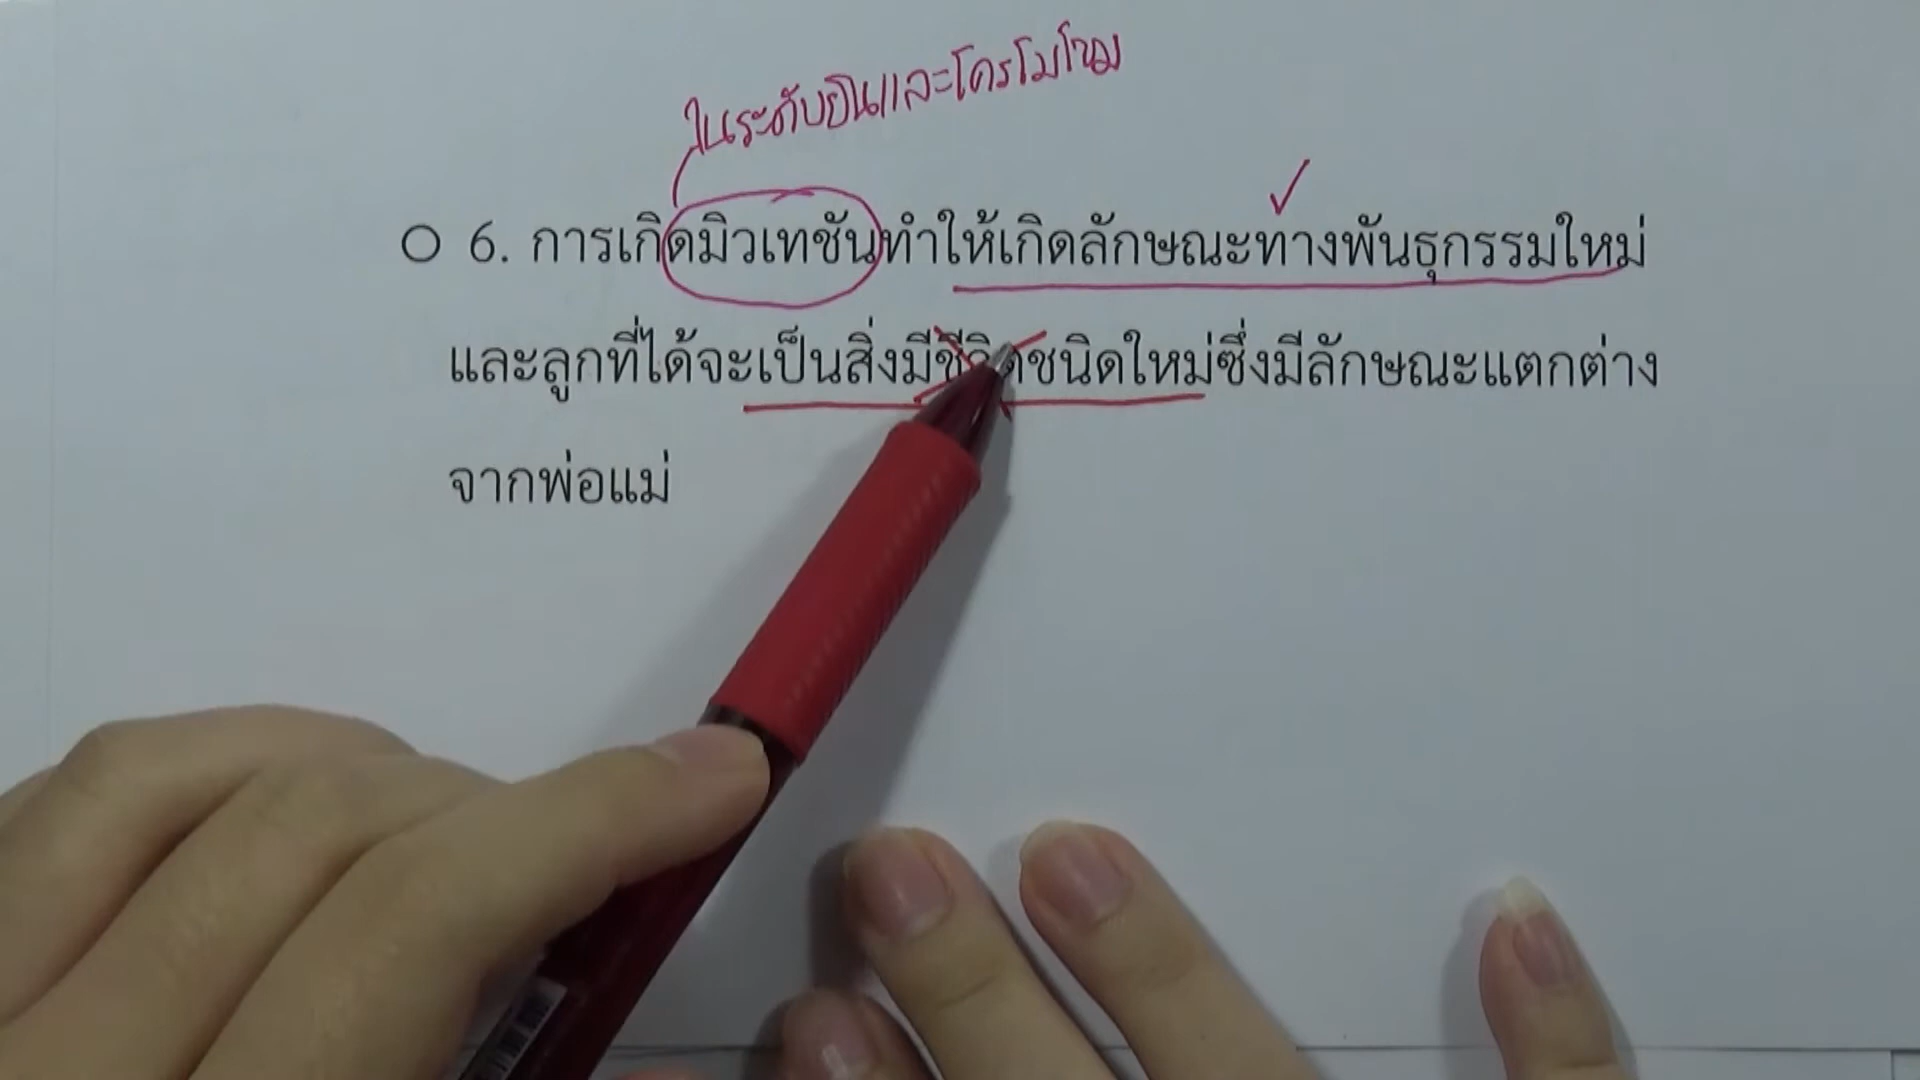 ในระดับยีนและโครโมโซม
6. การเกิดมิวเทชันทำให้เกิดลักษณะทางพันธุกรรมใหม่
และลูกที่ได้จะเป็นสิ่งมีชีวิตชนิดใหม่ซึ่งมีลักษณะแตกต่าง
จากพ่อแม่